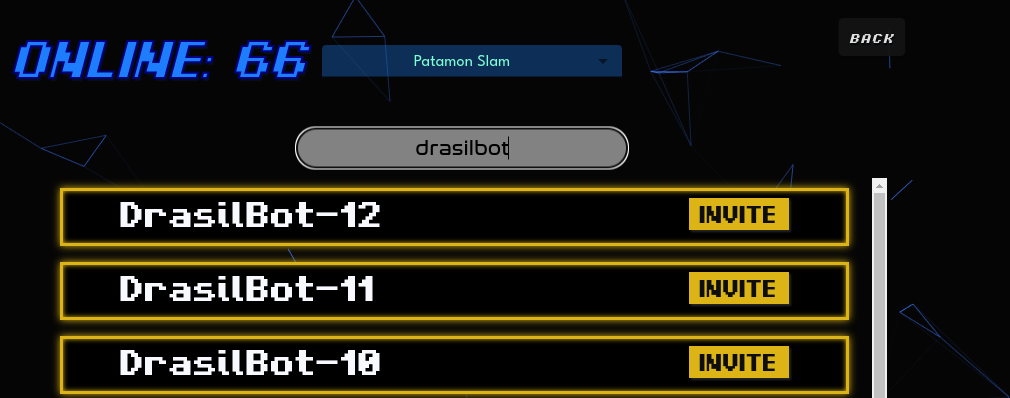 ONLINE: 66
Patamon Slam
BACK
drasilbot
DrasilBot-12
INVITE
DrasilBot-11
INVITE
DrasilBot-10
INVITE